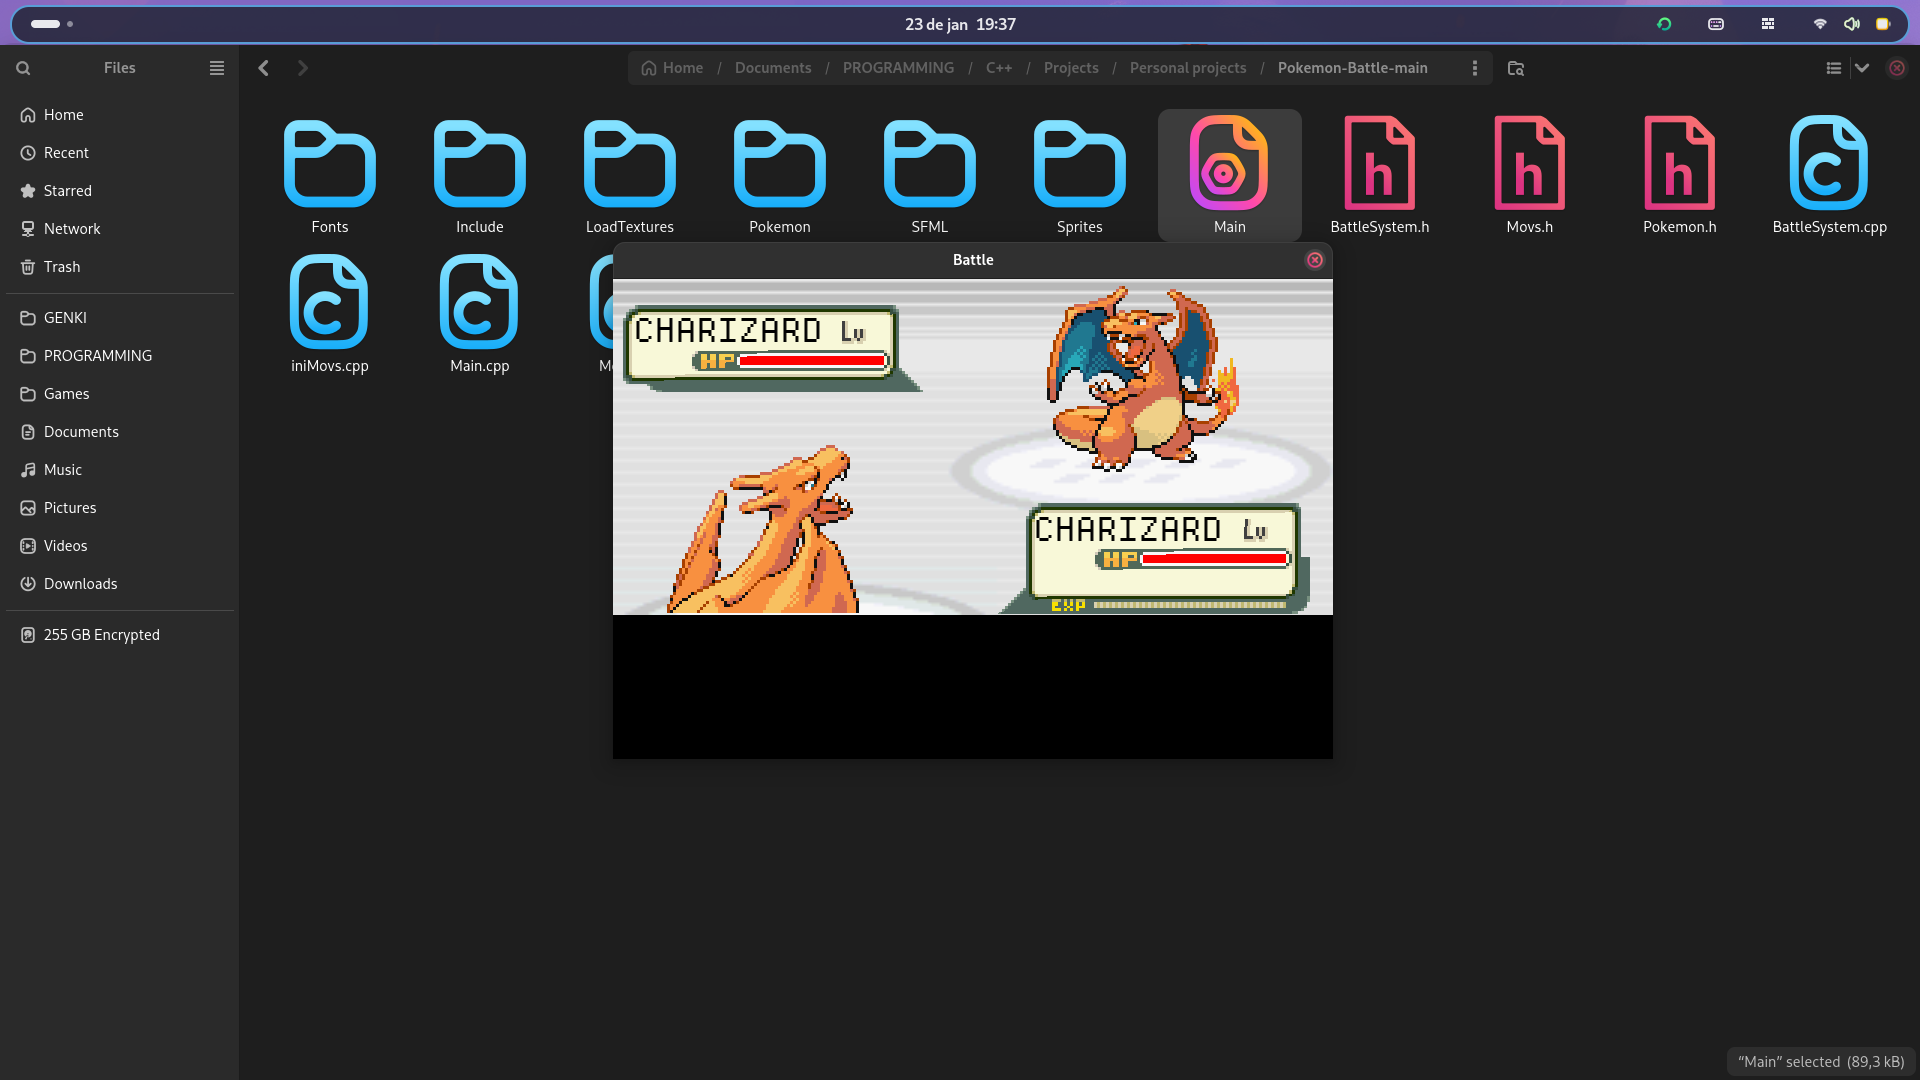 23 de jan 19:37
Files
Home / Documents / PROGRAMMING / C++ / Projects / Personal projects / Pokemon-Battle-main
Home
Recent
Starred
Network
Trash
GENKI
PROGRAMMING
Games
Documents
Music
Pictures
Videos
Downloads
255 GB Encrypted
Fonts
Include
LoadTextures
Pokemon
SFML
Sprites
Main
BattleSystem.h
Movs.h
Pokemon.h
BattleSystem.cpp
iniMovs.cpp
Main.cpp
Battle
CHARIZARD Lv
HP
CHARIZARD Lv
HP
EXP
“Main” selected (89,3 kB)